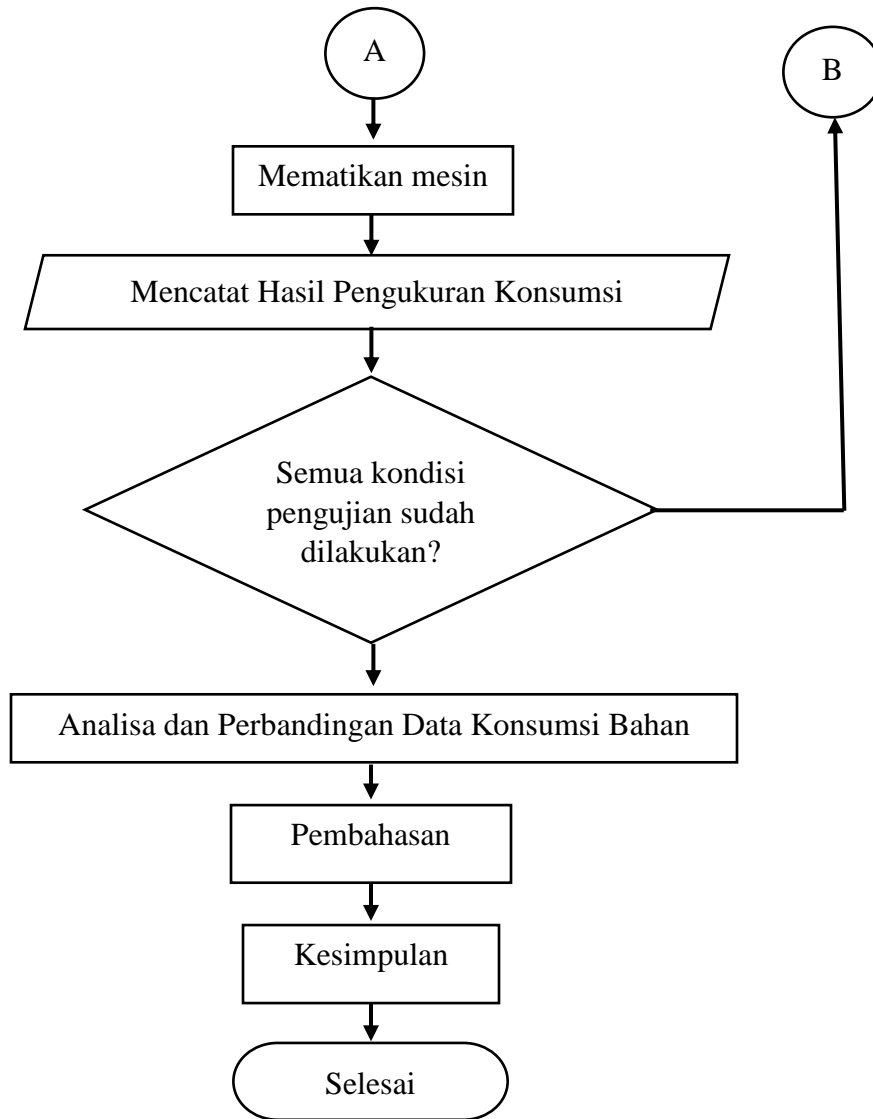 A
B
Mematikan mesin
Mencatat Hasil Pengukuran Konsumsi
Semua kondisi
pengujian sudah
dilakukan?
Analisa dan Perbandingan Data Konsumsi Bahan
Pembahasan
Kesimpulan
Selesai